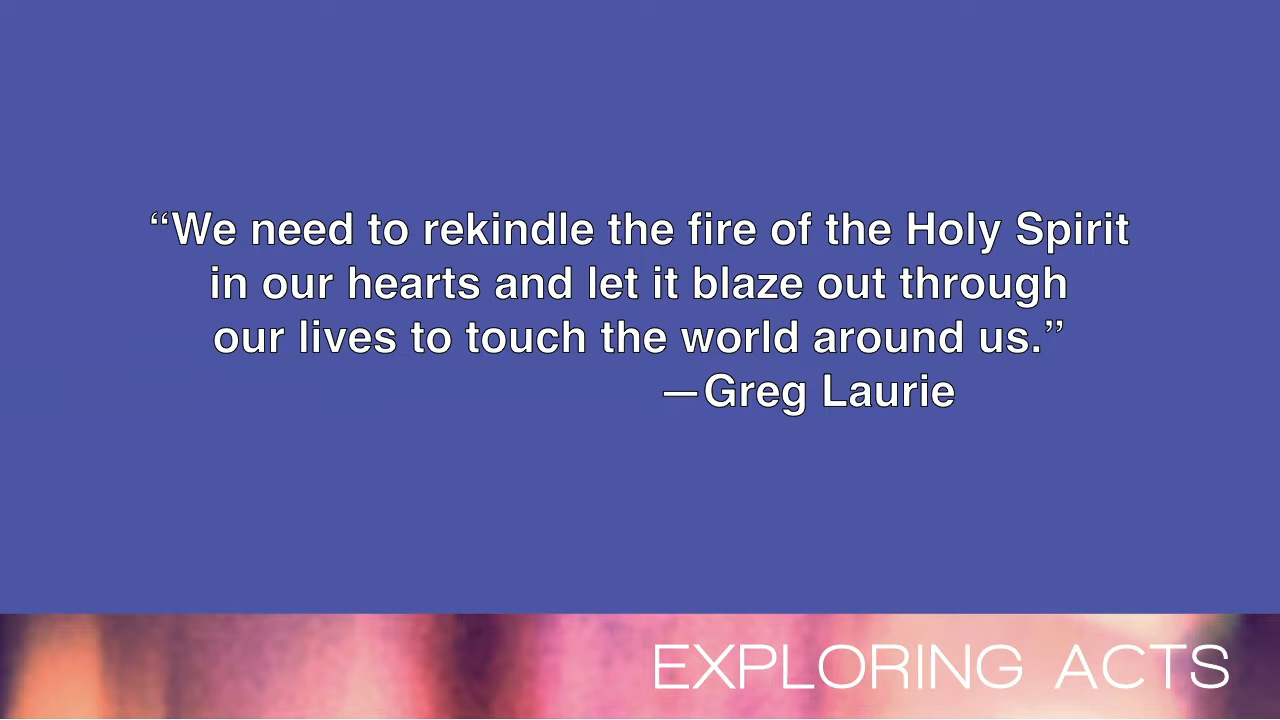 “We need to rekindle the fire of the Holy Spirit
in our hearts and let it blaze out through
our lives to touch the world around us.”
—Greg Laurie
EXPLORING ACTS